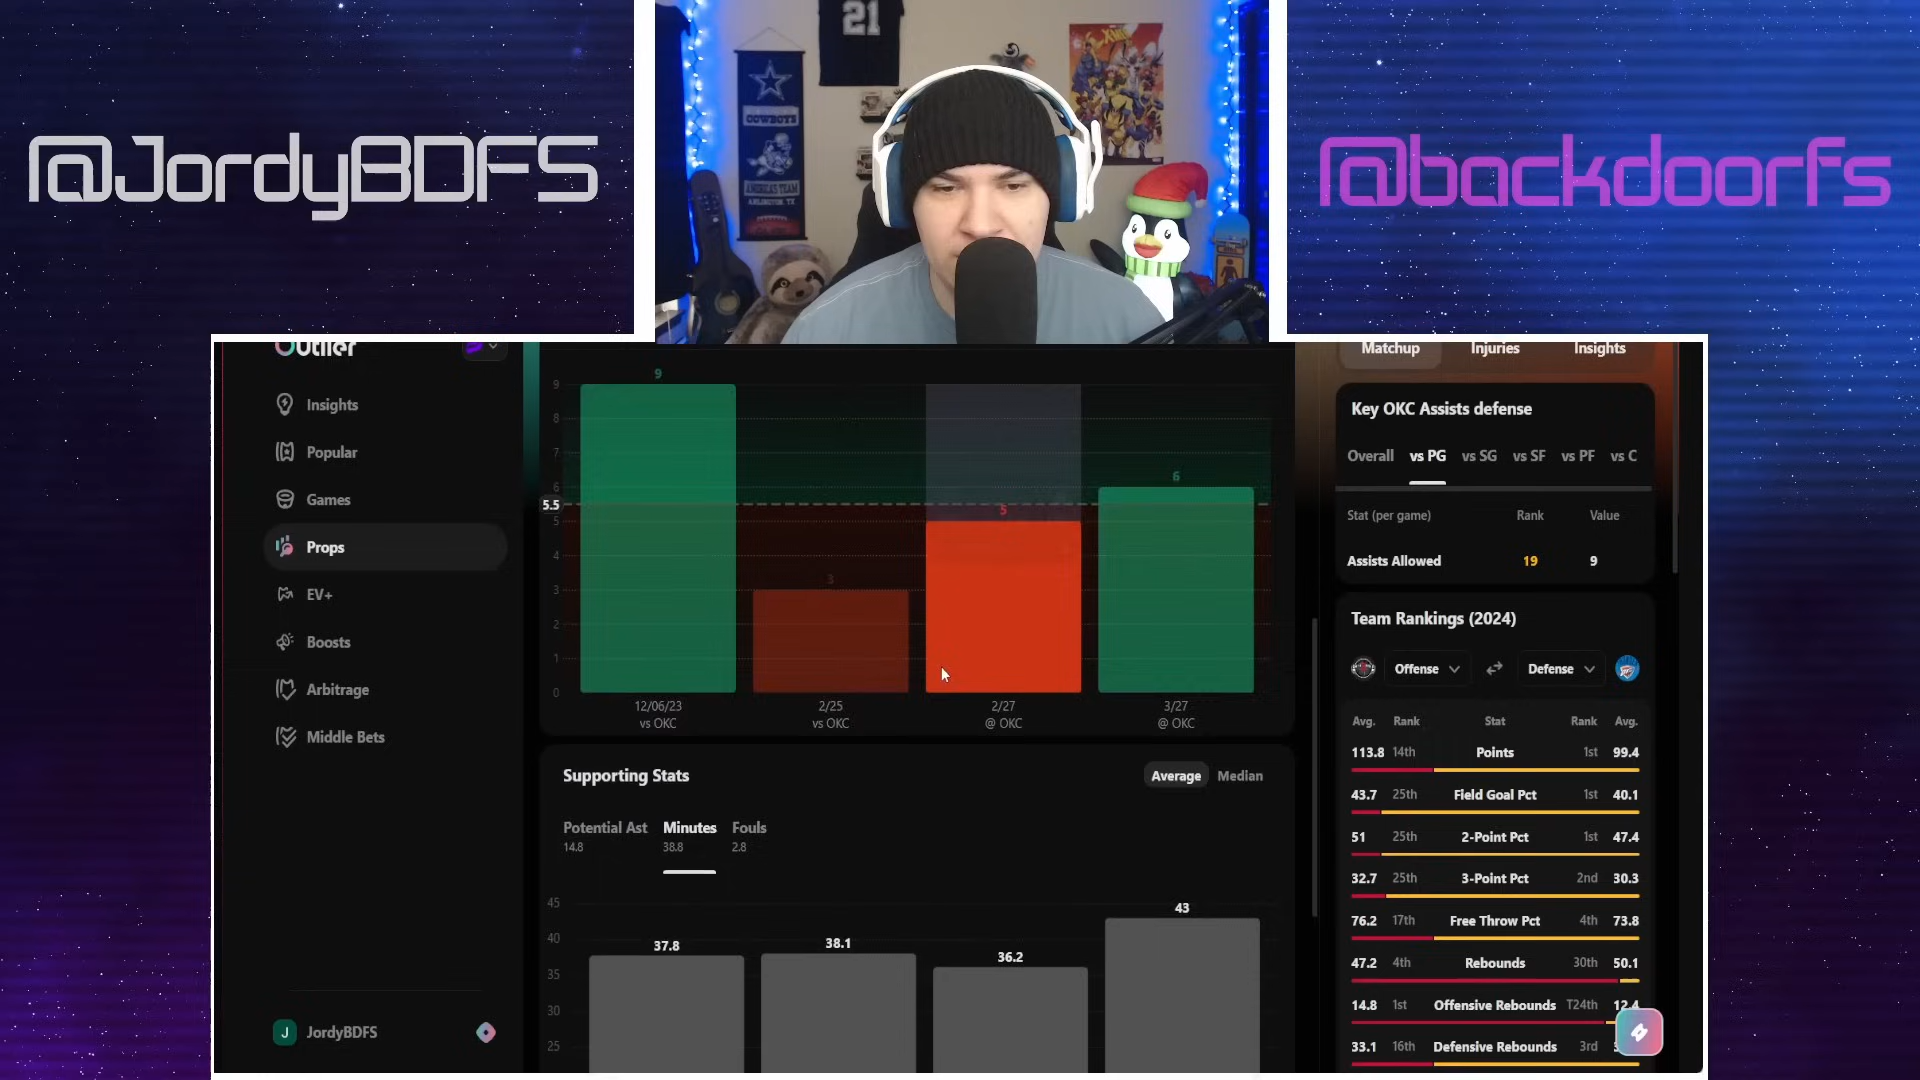 @JordyBDFS
21
COWBOYS
AMERICA'S TEAM
ARLINGTON, TX
X-MEN
@backdoorfs
Outlier
Insights
Popular
Games
Props
EV+
Boosts
Arbitrage
Middle Bets
J JordyBDFS
9
9
8
7
6
5.5
5
4
3
2
1
0
3
5
6
12/06/23
vs OKC
2/25
vs OKC
2/27
@ OKC
3/27
@ OKC
Supporting Stats
Average Median
Potential Ast Minutes Fouls
14.8 38.8 2.8
45
40
35
30
25
37.8
38.1
36.2
43
Matchup Injuries Insights
Key OKC Assists defense
Overall vs PG vs SG vs SF vs PF vs C
Stat (per game) Rank Value
Assists Allowed 19 9
Team Rankings (2024)
Offense Defense
Avg. Rank Stat Rank Avg.
113.8 14th Points 1st 99.4
43.7 25th Field Goal Pct 1st 40.1
51 25th 2-Point Pct 1st 47.4
32.7 25th 3-Point Pct 2nd 30.3
76.2 17th Free Throw Pct 4th 73.8
47.2 4th Rebounds 30th 50.1
14.8 1st Offensive Rebounds T24th 12.4
33.1 16th Defensive Rebounds 3rd